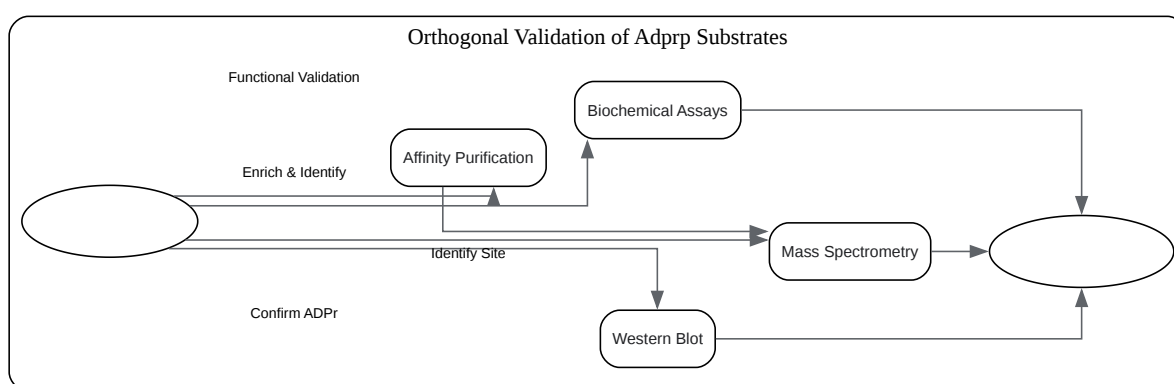 Orthogonal Validation of Adprp Substrates
Functional Validation
Biochemical Assays
Affinity Purification
Enrich & Identify
Identify Site
Mass Spectrometry
Confirm ADPr
Western Blot